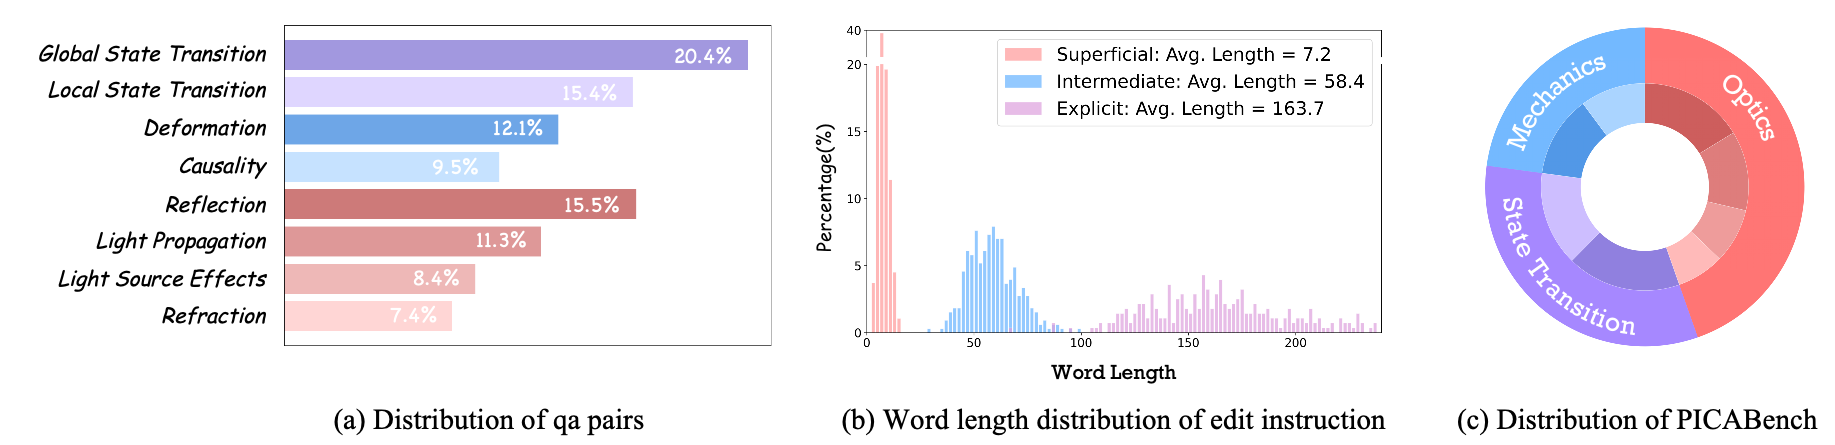 Global State Transition 20.4%
Local State Transition 15.4%
Deformation 12.1%
Causality 9.5%
Reflection 15.5%
Light Propagation 11.3%
Light Source Effects 8.4%
Refraction 7.4%
(a) Distribution of qa pairs
Percentage(%)
40
20
15
10
5
0
0 50 100 150 200
Superficial: Avg. Length = 7.2
Intermediate: Avg. Length = 58.4
Explicit: Avg. Length = 163.7
Word Length
(b) Word length distribution of edit instruction
Mechanics
Optics
State Transition
(c) Distribution of PICABench